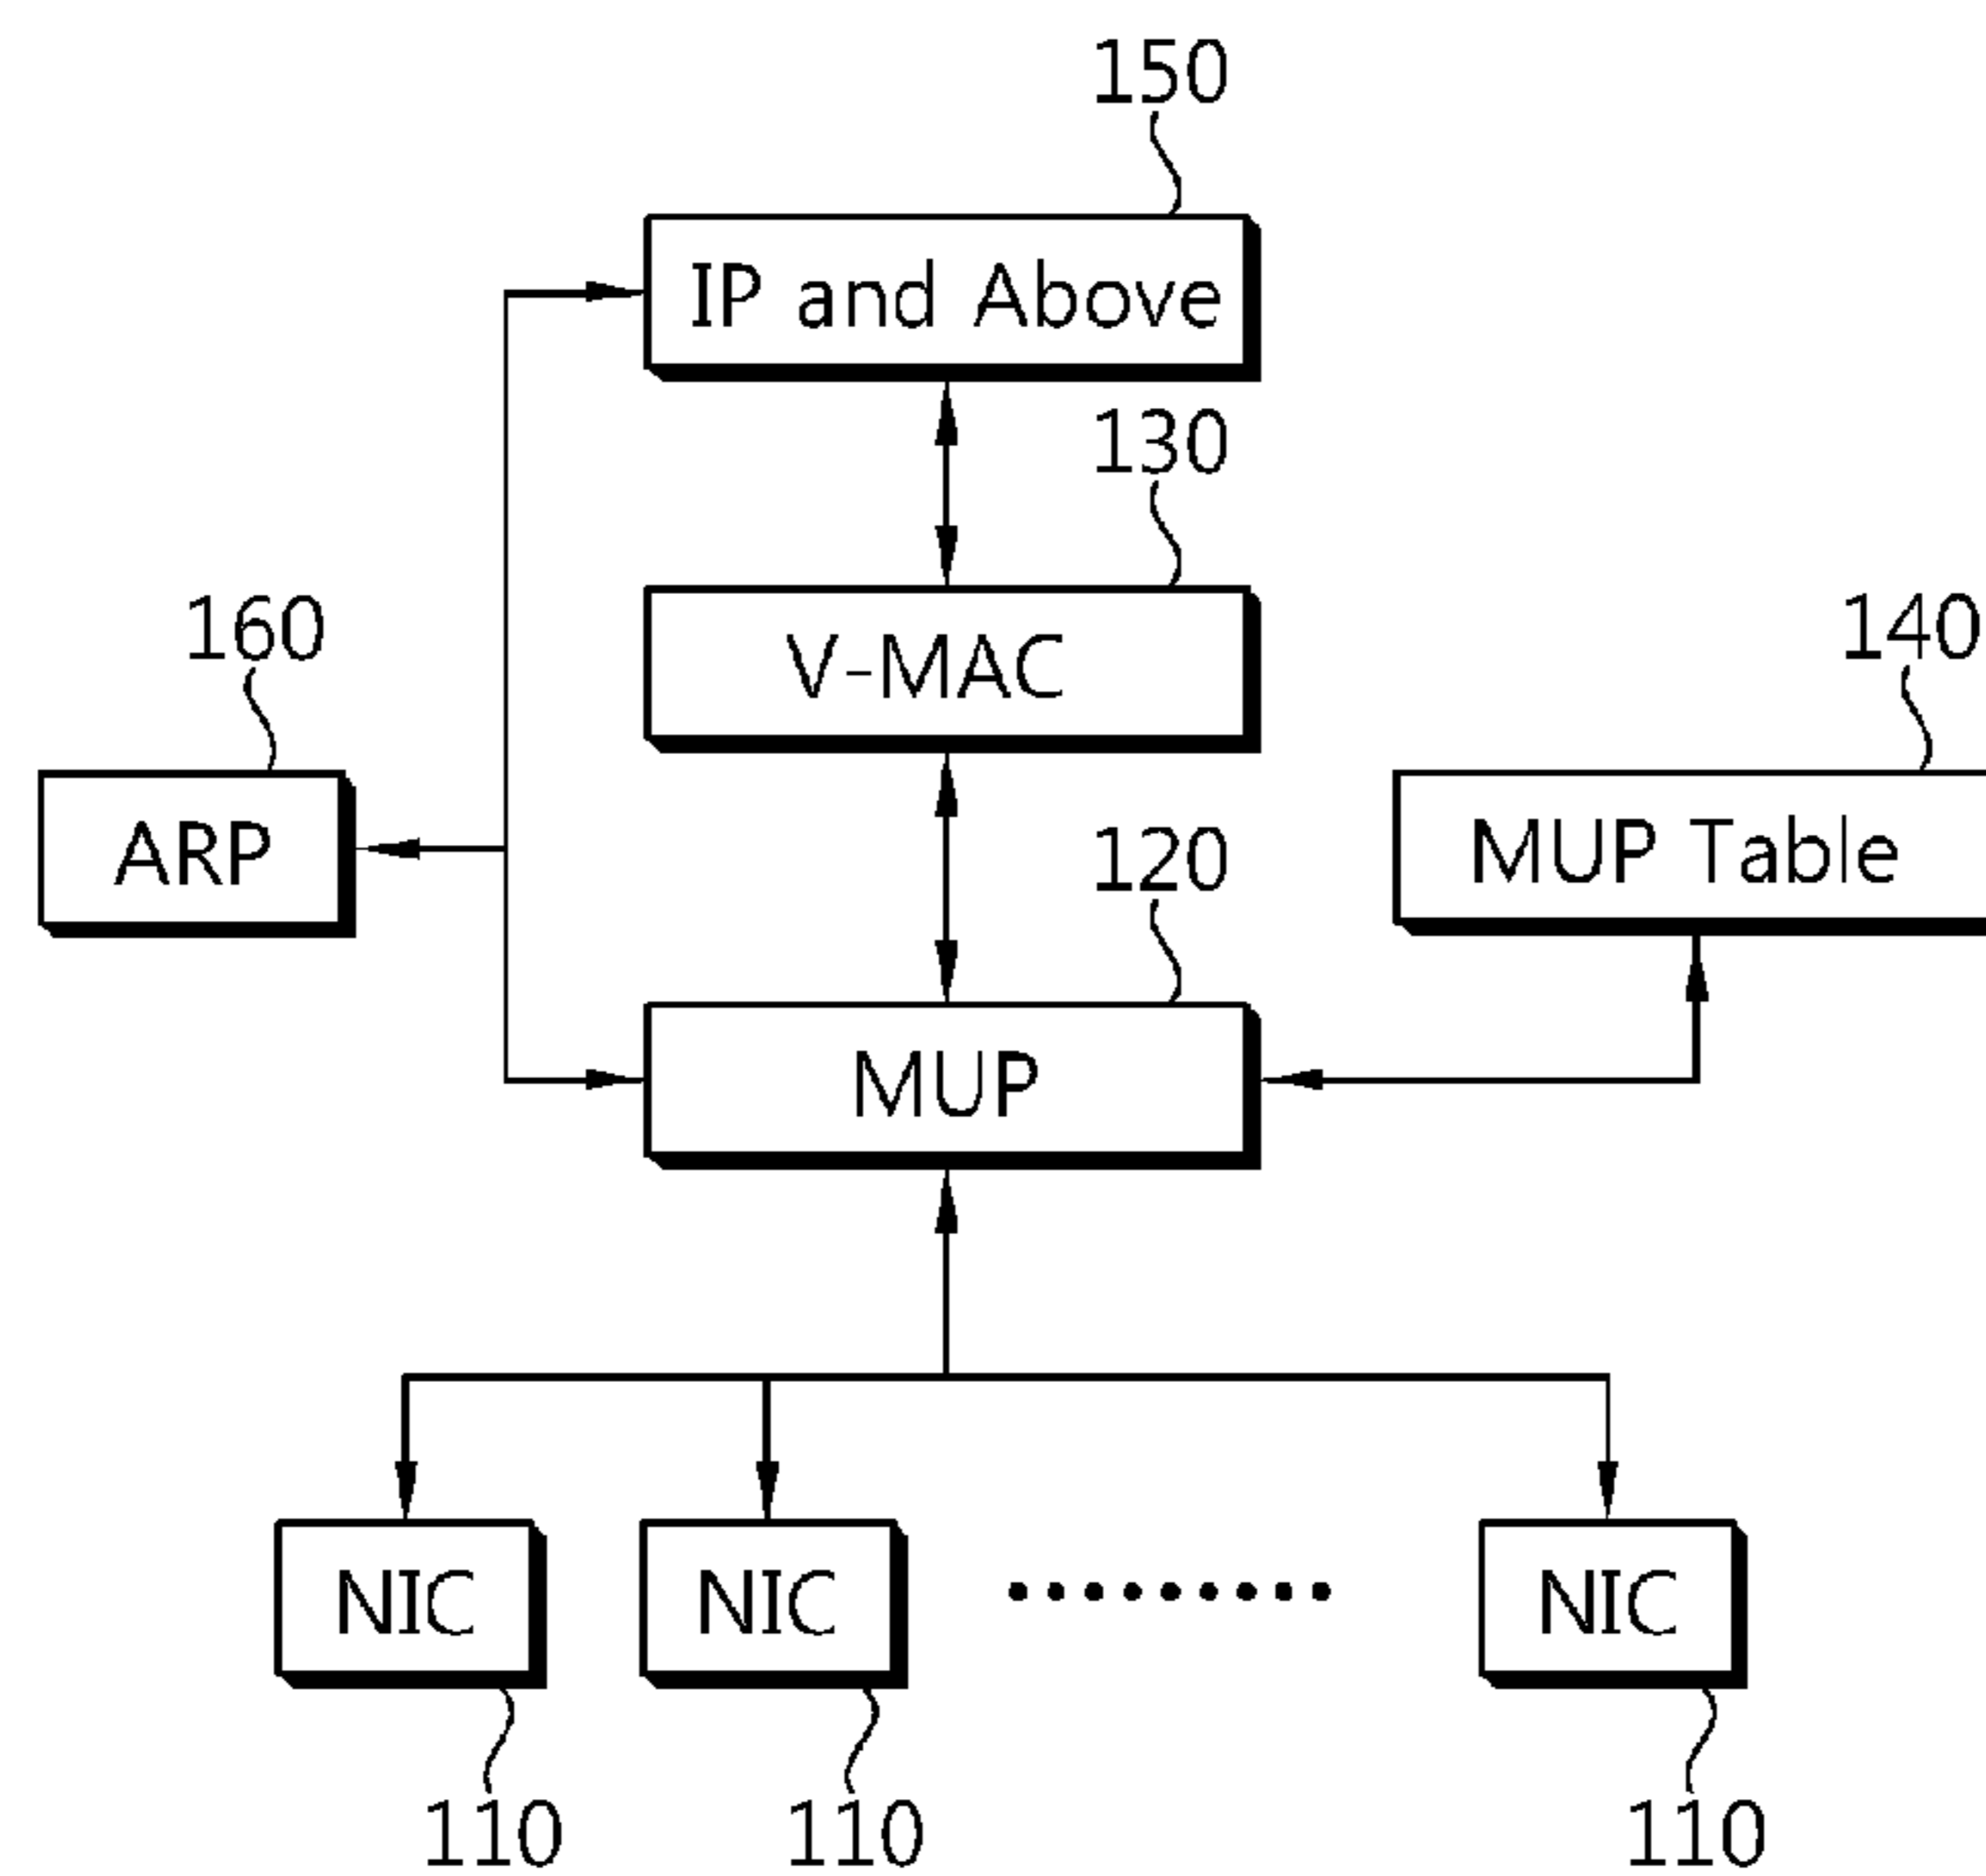 150
IP and Above
130
V-MAC
160
140
ARP
120
MUP Table
MUP
NIC
NIC
NIC
110
110
110